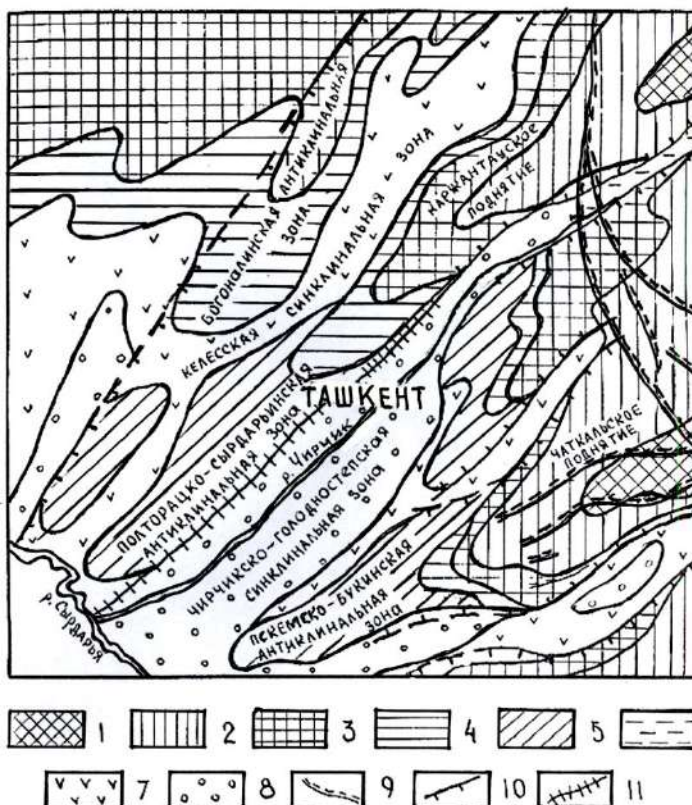 БОГОНАЛИНСКАЯ
АНТИКЛИНАЛЬНАЯ
ЗОНА
КЕЛЕССКАЯ СИНКЛИНАЛЬНАЯ ЗОНА
КАРЖАНТАУСКОЕ
ПОДНЯТИЕ
ТАШКЕНТ
ПОЛТОРАЦКО-СЫРДАРЬИНСКАЯ
АНТИКЛИНАЛЬНАЯ ЗОНА
р. ЧИРЧИК
ЧИРЧИКСКО-ГОЛОДНОСТЕПСКАЯ
СИНКЛИНАЛЬНАЯ ЗОНА
ЧАТКАЛЬСКОЕ
ПОДНЯТИЕ
ПСКЕМСКО-БУКИНСКАЯ
АНТИКЛИНАЛЬНАЯ
ЗОНА
р. СЫРДАРЬЯ
1 2 3 4 5
7 8 9 10 11